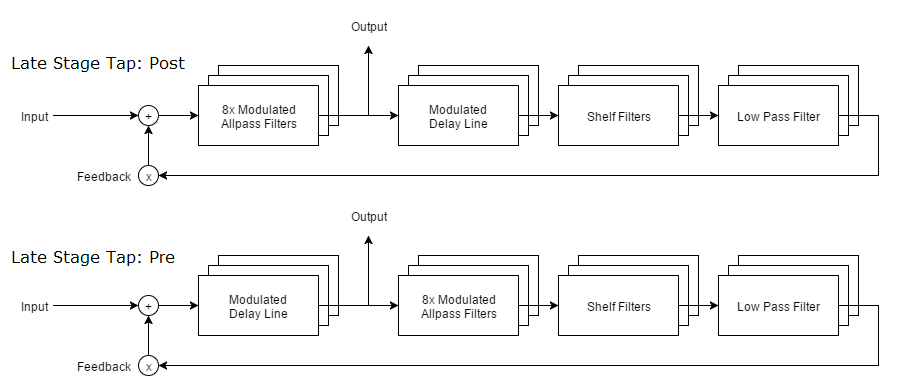 Output
Late Stage Tap: Post
Input
+
8x Modulated
Allpass Filters
Modulated
Delay Line
Shelf Filters
Low Pass Filter
Feedback
x
Output
Late Stage Tap: Pre
Input
+
Modulated
Delay Line
8x Modulated
Allpass Filters
Shelf Filters
Low Pass Filter
Feedback
x